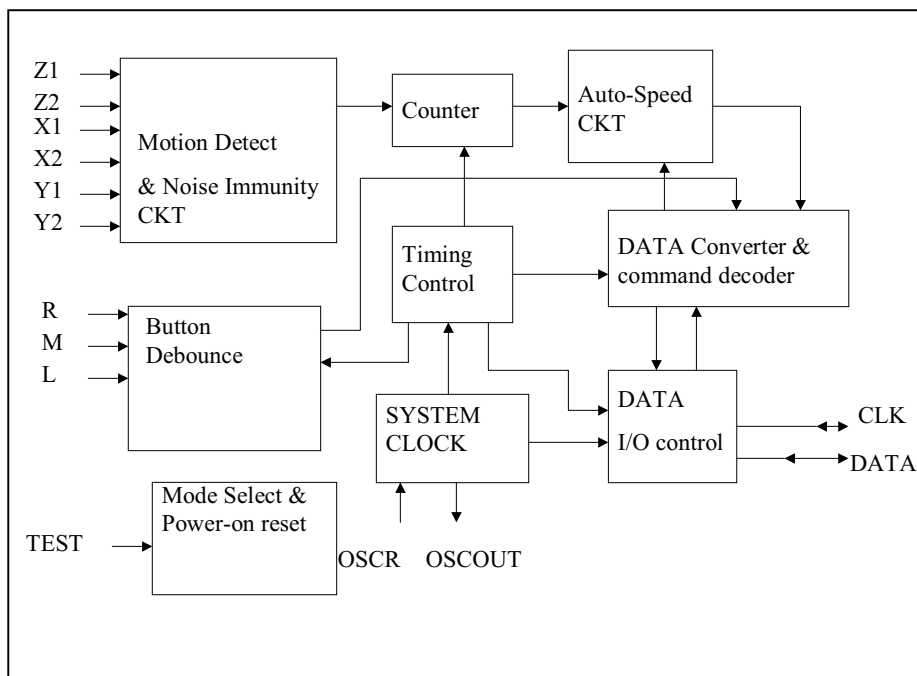 Z1
Z2
X1
X2
Y1
Y2
Motion Detect
& Noise Immunity
CKT
Counter
Auto-Speed
CKT
Timing
Control
DATA Converter &
command decoder
R
M
L
Button
Debounce
SYSTEM
CLOCK
DATA
I/O control
CLK
DATA
Mode Select &
Power-on reset
TEST
OSCR
OSCOUT